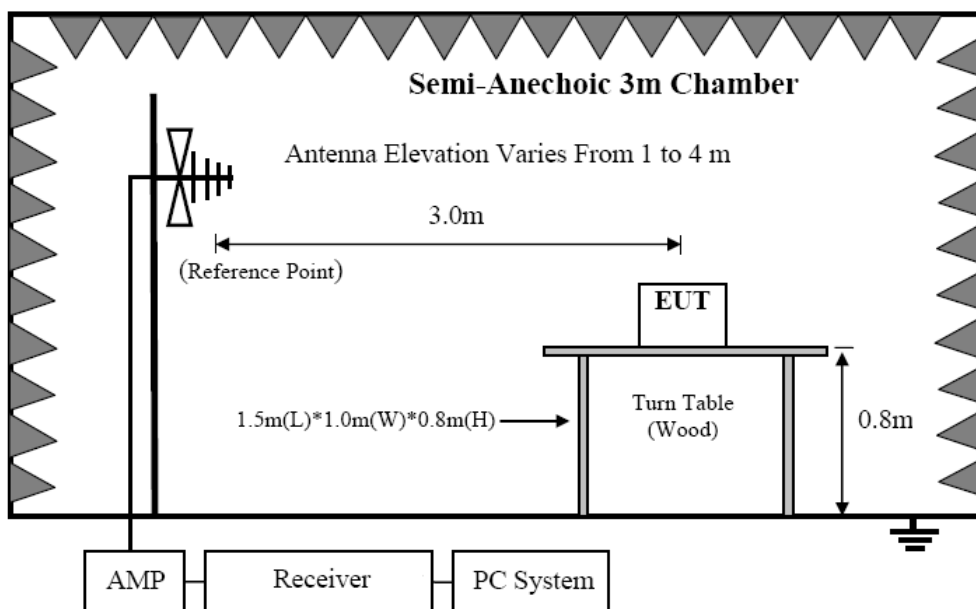 Semi-Anechoic 3m Chamber
Antenna Elevation Varies From 1 to 4 m
3.0m
(Reference Point)
EUT
1.5m(L)*1.0m(W)*0.8m(H)
Turn Table
(Wood)
0.8m
AMP
Receiver
PC System